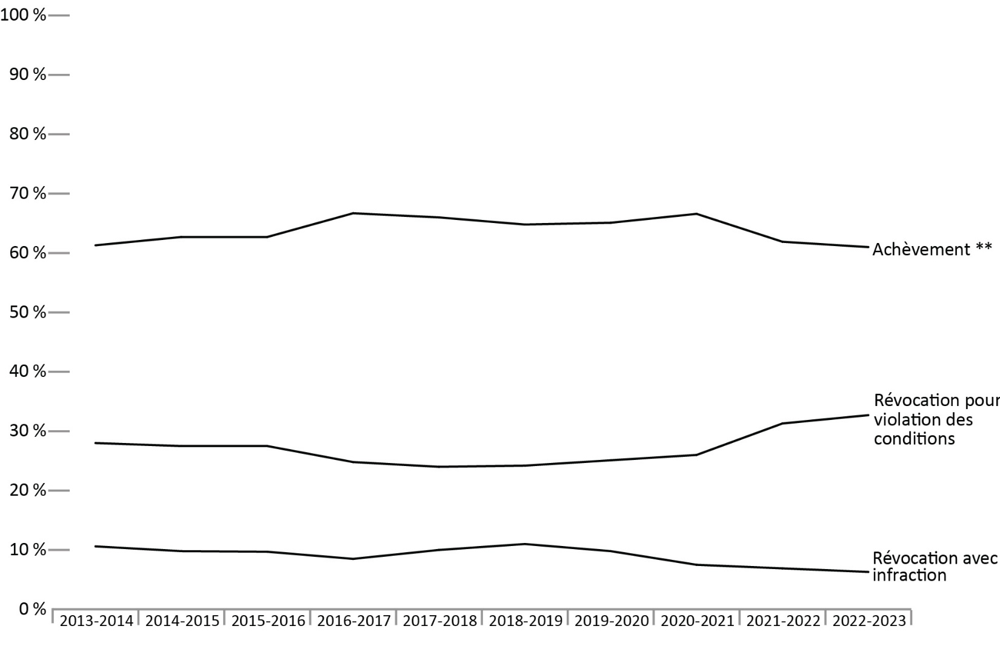 100 %
90 %
80 %
70 %
60 %
50 %
40 %
30 %
20 %
10 %
0 %
Achèvement **
Révocation pour
violation des
conditions
Révocation avec
infraction
2013-2014 2014-2015 2015-2016 2016-2017 2017-2018 2018-2019 2019-2020 2020-2021 2021-2022 2022-2023